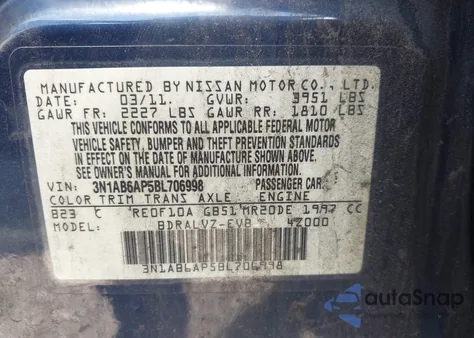 MANUFACTURED BY NISSAN MOTOR CO., LTD.
DATE: 03/11. GVWR: 3951 LBS
GAWR FR: 2227 LBS GAWR RR: 1810 LBS
THIS VEHICLE CONFORMS TO ALL APPLICABLE FEDERAL MOTOR
VEHICLE SAFETY, BUMPER AND THEFT PREVENTION STANDARDS
IN EFFECT ON THE DATE OF MANUFACTURE SHOWN ABOVE.
SEE OWNER'S MANUAL FOR ADDITIONAL INFORMATION.
VIN: 3N1AB6AP5BL706998 PASSENGER CAR
COLOR TRIM TRANS AXLE ENGINE
B23 C RE0F10A GB51 MR20DE 1997 CC
MODEL: BDRALVZ-EVB 42000
3N1AB6AP5BL706998
autoSnap